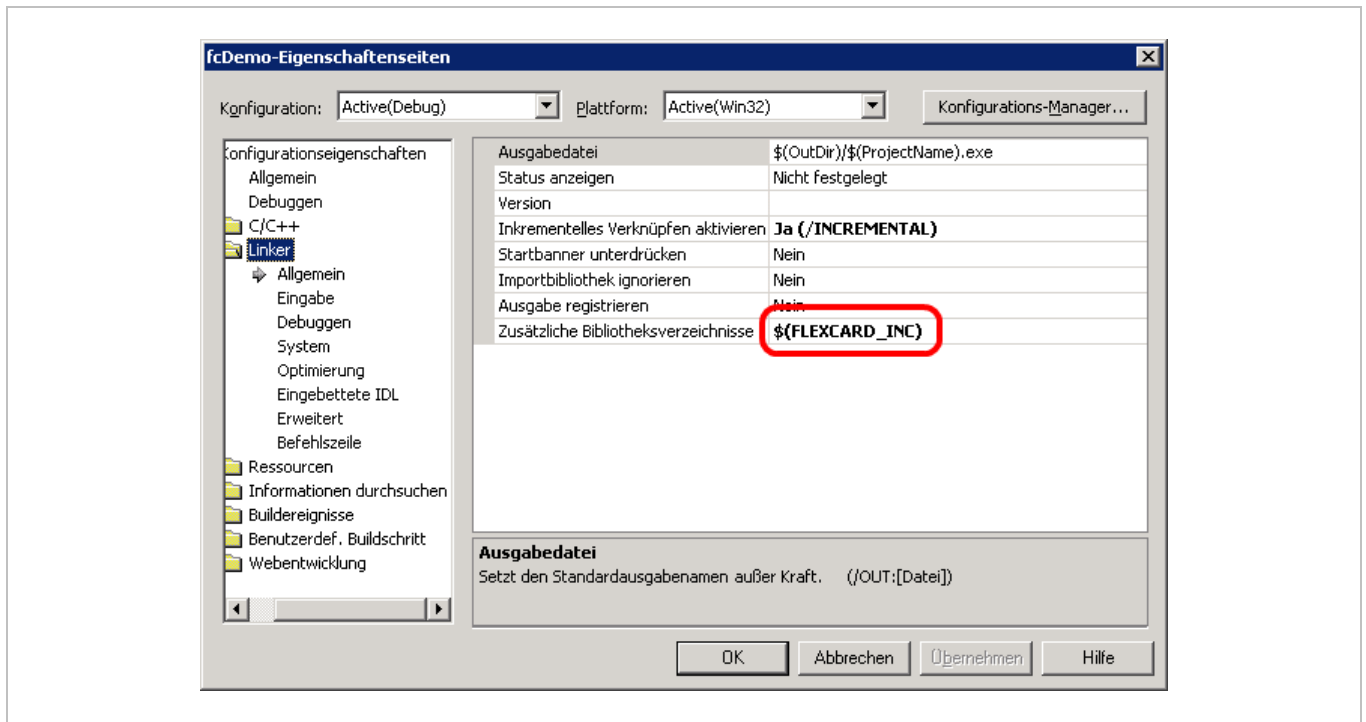 fcDemo-Eigenschaftenseiten
Konfiguration: Active(Debug) Plattform: Active(Win32) Konfigurations-Manager...
Konfigurationseigenschaften
Allgemein
Debuggen
C/C++
Linker
Allgemein
Eingabe
Debuggen
System
Optimierung
Eingebettete IDL
Erweitert
Befehlszeile
Ressourcen
Informationen durchsuchen
Buildereignisse
Benutzerdef. Buildschritt
Webentwicklung
Ausgabedatei $(OutDir)/$(ProjectName).exe
Status anzeigen Nicht festgelegt
Version
Inkrementelles Verknüpfen aktivieren Ja (/INCREMENTAL)
Startbanner unterdrücken Nein
Importbibliothek ignorieren Nein
Ausgabe registrieren Nein
Zusätzliche Bibliotheksverzeichnisse $(FLEXCARD_INC)
Ausgabedatei
Setzt den Standardausgabenamen außer Kraft. (/OUT:[Datei])
OK Abbrechen Übernehmen Hilfe